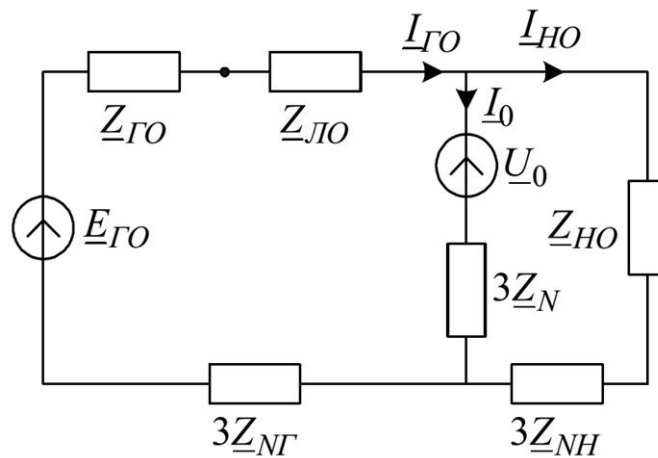 I_ГО
I_НО
Z_ГО
Z_ЛО
I_0
U_0
E_ГО
Z_НО
3Z_N
3Z_NГ
3Z_NН